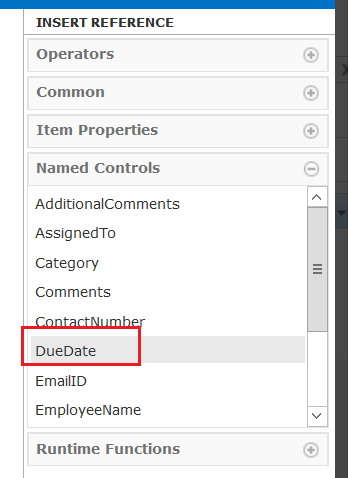 INSERT REFERENCE
Operators
Common
Item Properties
Named Controls
AdditionalComments
AssignedTo
Category
Comments
ContactNumber
DueDate
EmailID
EmployeeName
Runtime Functions